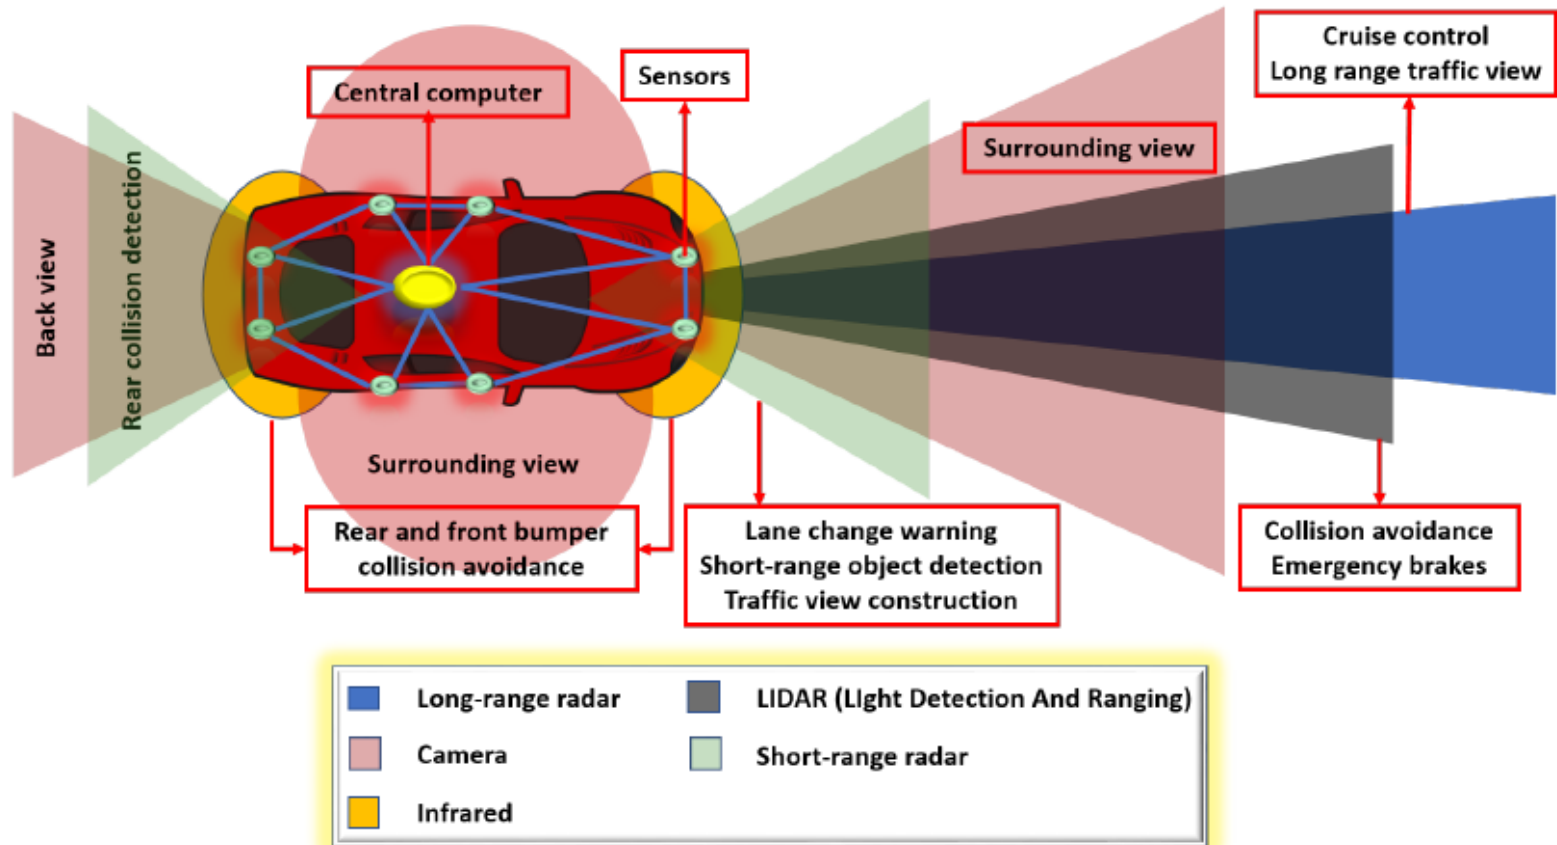 Cruise control
Long range traffic view
Central computer
Sensors
Surrounding view
Back view
Rear collision detection
Surrounding view
Rear and front bumper
collision avoidance
Lane change warning
Short-range object detection
Traffic view construction
Collision avoidance
Emergency brakes
Long-range radar
LIDAR (LIght Detection And Ranging)
Camera
Short-range radar
Infrared